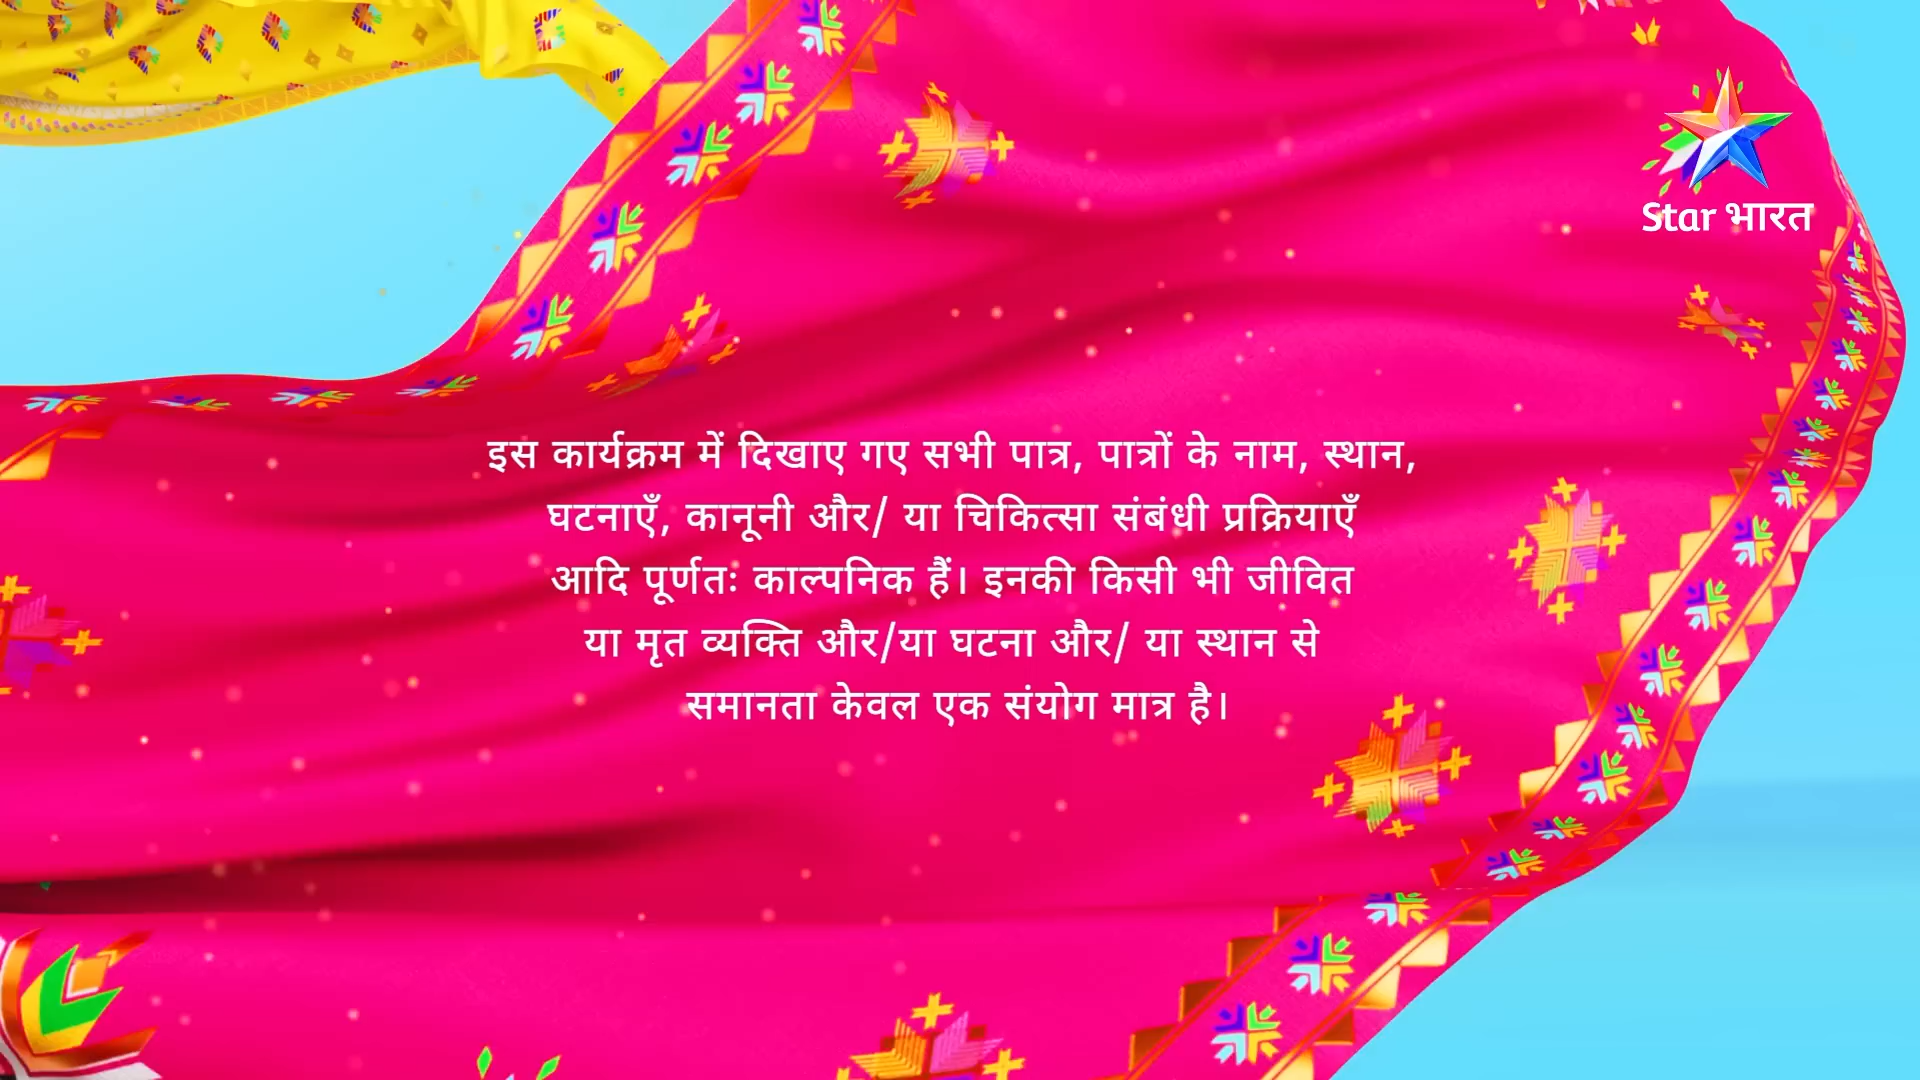 Star भारत
इस कार्यक्रम में दिखाए गए सभी पात्र, पात्रों के नाम, स्थान,
घटनाएँ, कानूनी और/ या चिकित्सा संबंधी प्रक्रियाएँ
आदि पूर्णतः काल्पनिक हैं। इनकी किसी भी जीवित
या मृत व्यक्ति और/या घटना और/ या स्थान से
समानता केवल एक संयोग मात्र है।